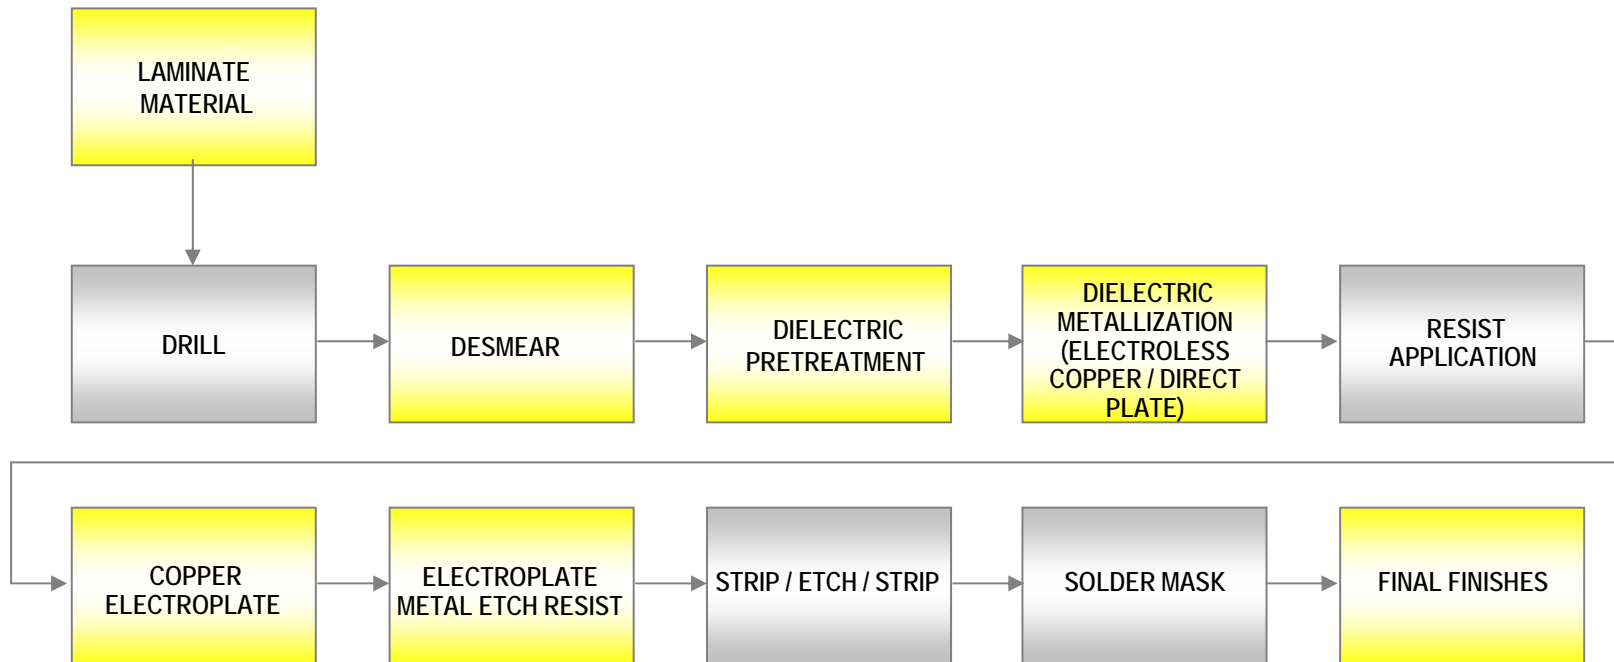 LAMINATE
MATERIAL
DRILL
DESMEAR
DIELECTRIC
PRETREATMENT
DIELECTRIC
METALLIZATION
(ELECTROLESS
COPPER / DIRECT
PLATE)
RESIST
APPLICATION
COPPER
ELECTROPLATE
ELECTROPLATE
METAL ETCH RESIST
STRIP / ETCH / STRIP
SOLDER MASK
FINAL FINISHES